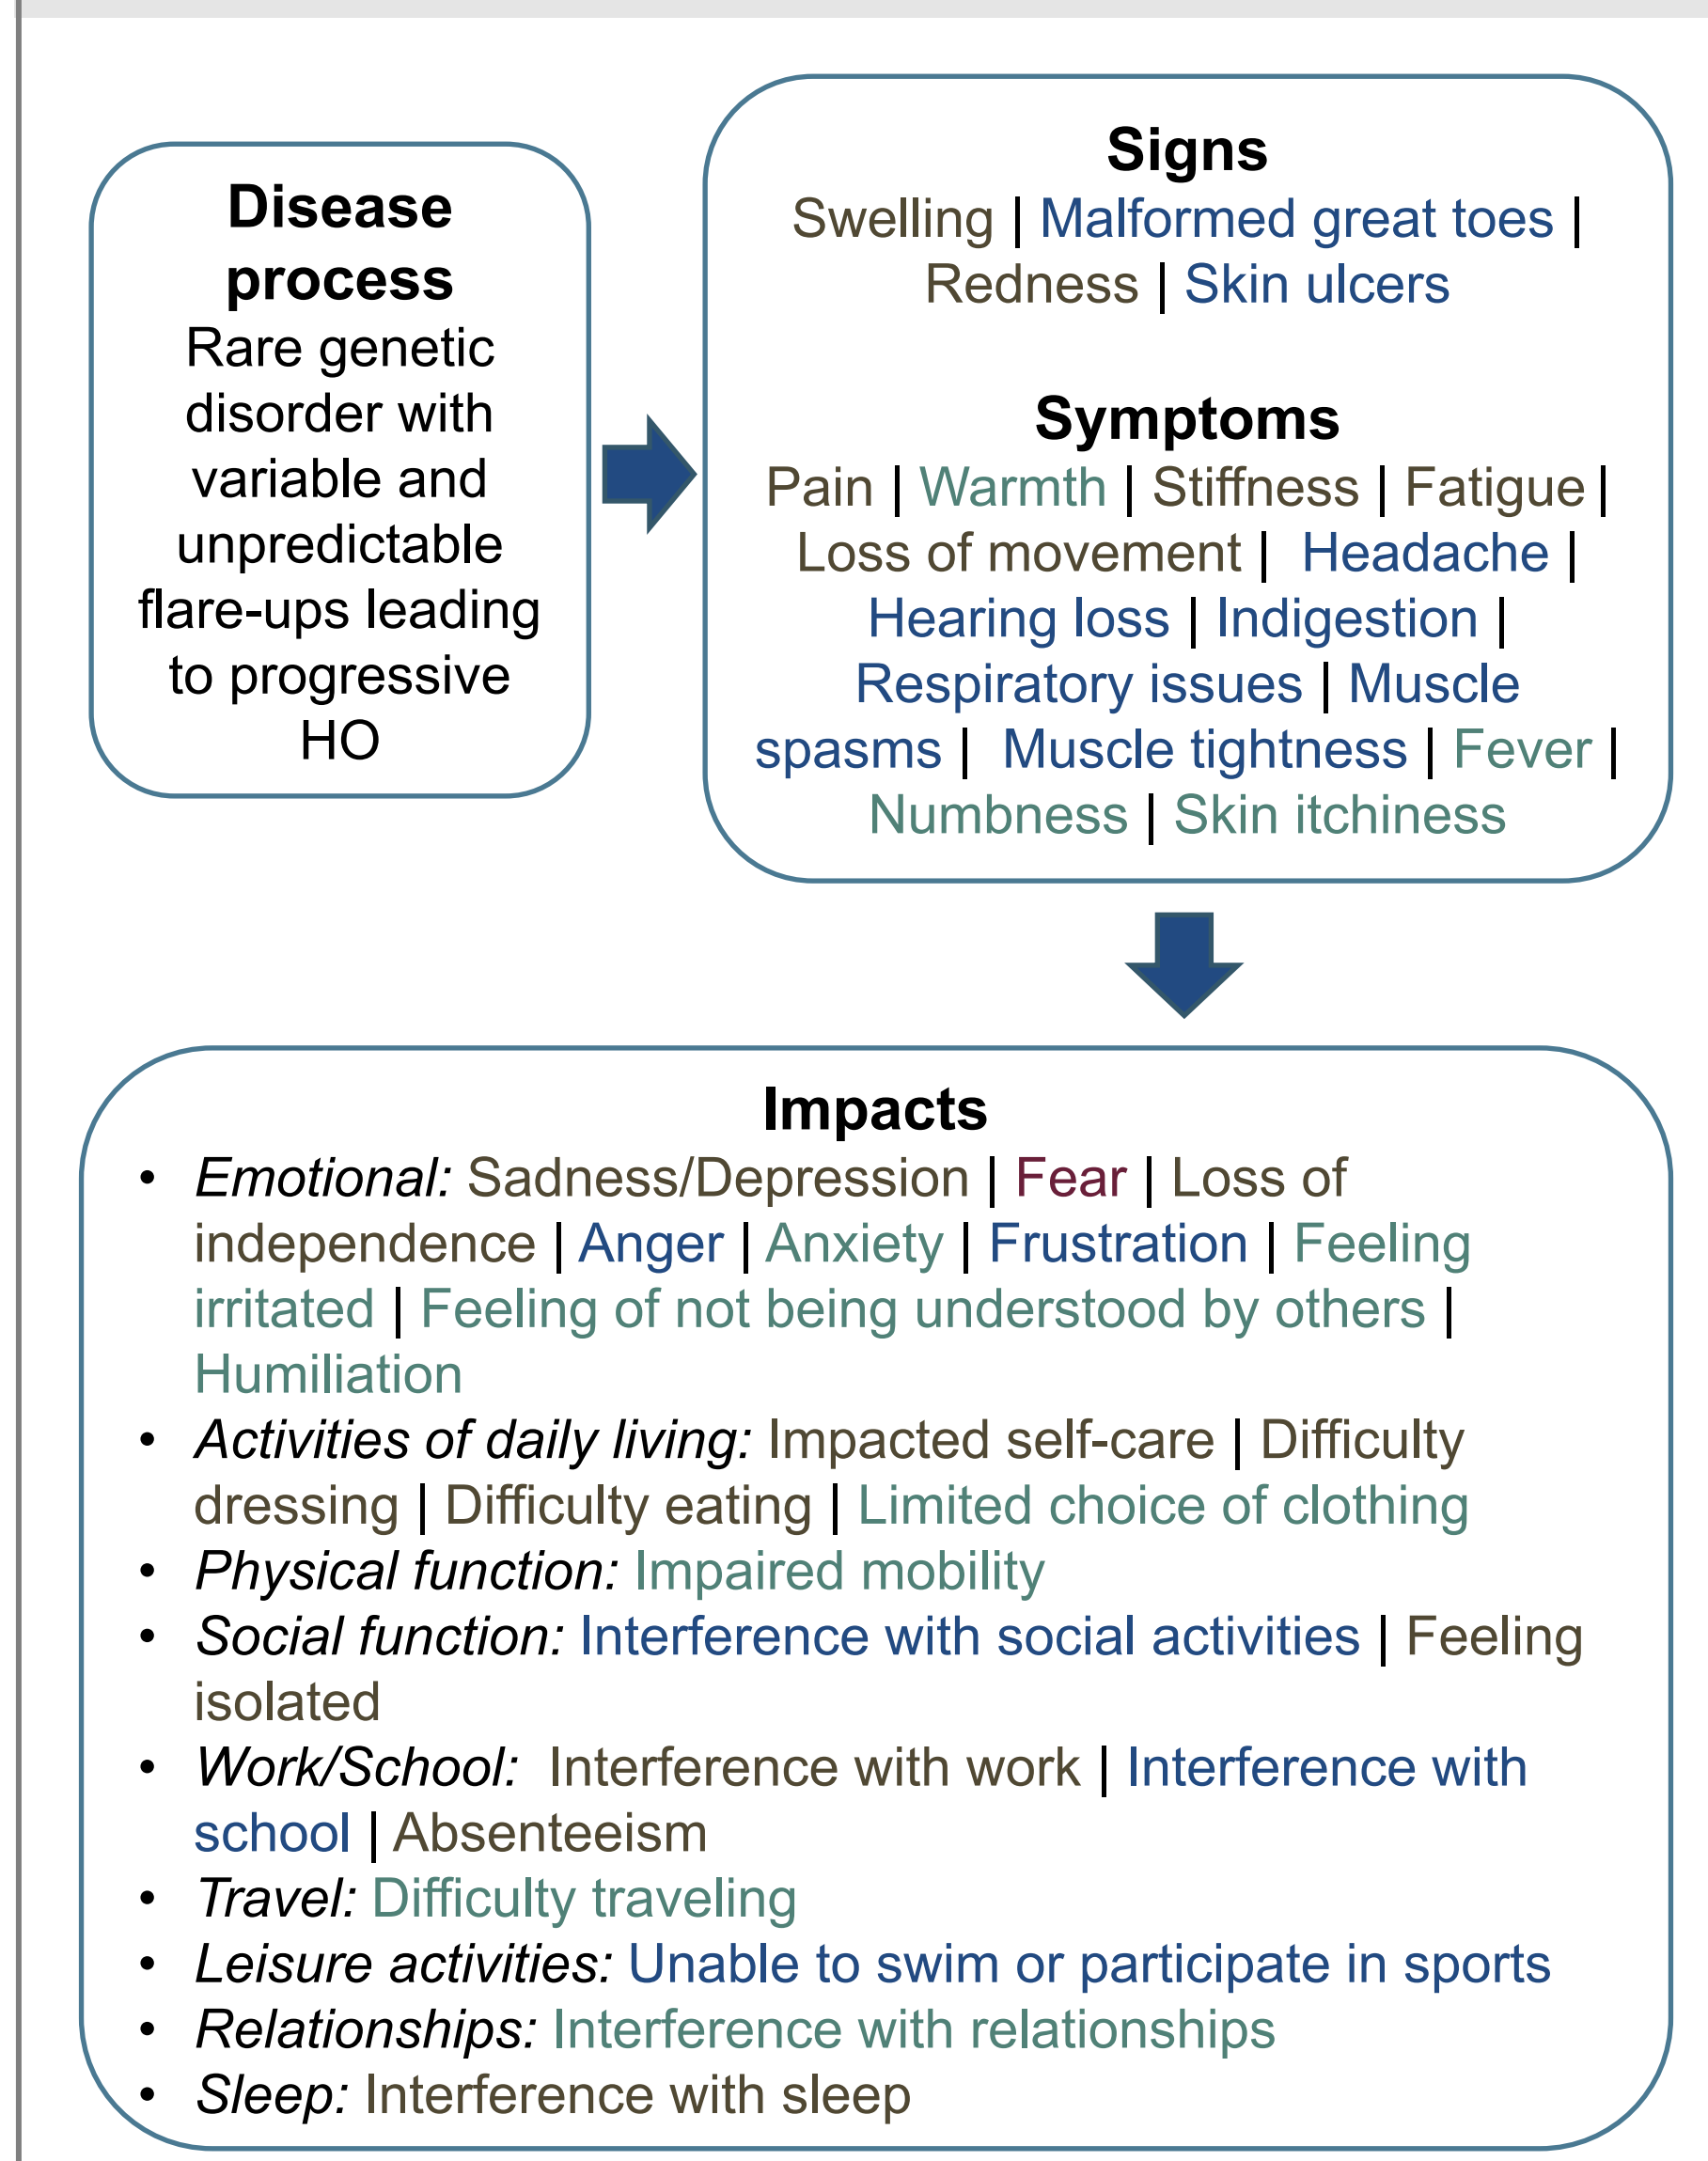 Disease
process
Rare genetic
disorder with
variable and
unpredictable
flare-ups leading
to progressive
HO
Signs
Swelling | Malformed great toes |
Redness | Skin ulcers
Symptoms
Pain | Warmth | Stiffness | Fatigue |
Loss of movement | Headache |
Hearing loss | Indigestion |
Respiratory issues | Muscle
spasms | Muscle tightness | Fever |
Numbness | Skin itchiness
Impacts
• Emotional: Sadness/Depression | Fear | Loss of
independence | Anger | Anxiety | Frustration | Feeling
irritated | Feeling of not being understood by others |
Humiliation
• Activities of daily living: Impacted self-care | Difficulty
dressing | Difficulty eating | Limited choice of clothing
• Physical function: Impaired mobility
• Social function: Interference with social activities | Feeling
isolated
• Work/School: Interference with work | Interference with
school | Absenteeism
• Travel: Difficulty traveling
• Leisure activities: Unable to swim or participate in sports
• Relationships: Interference with relationships
• Sleep: Interference with sleep